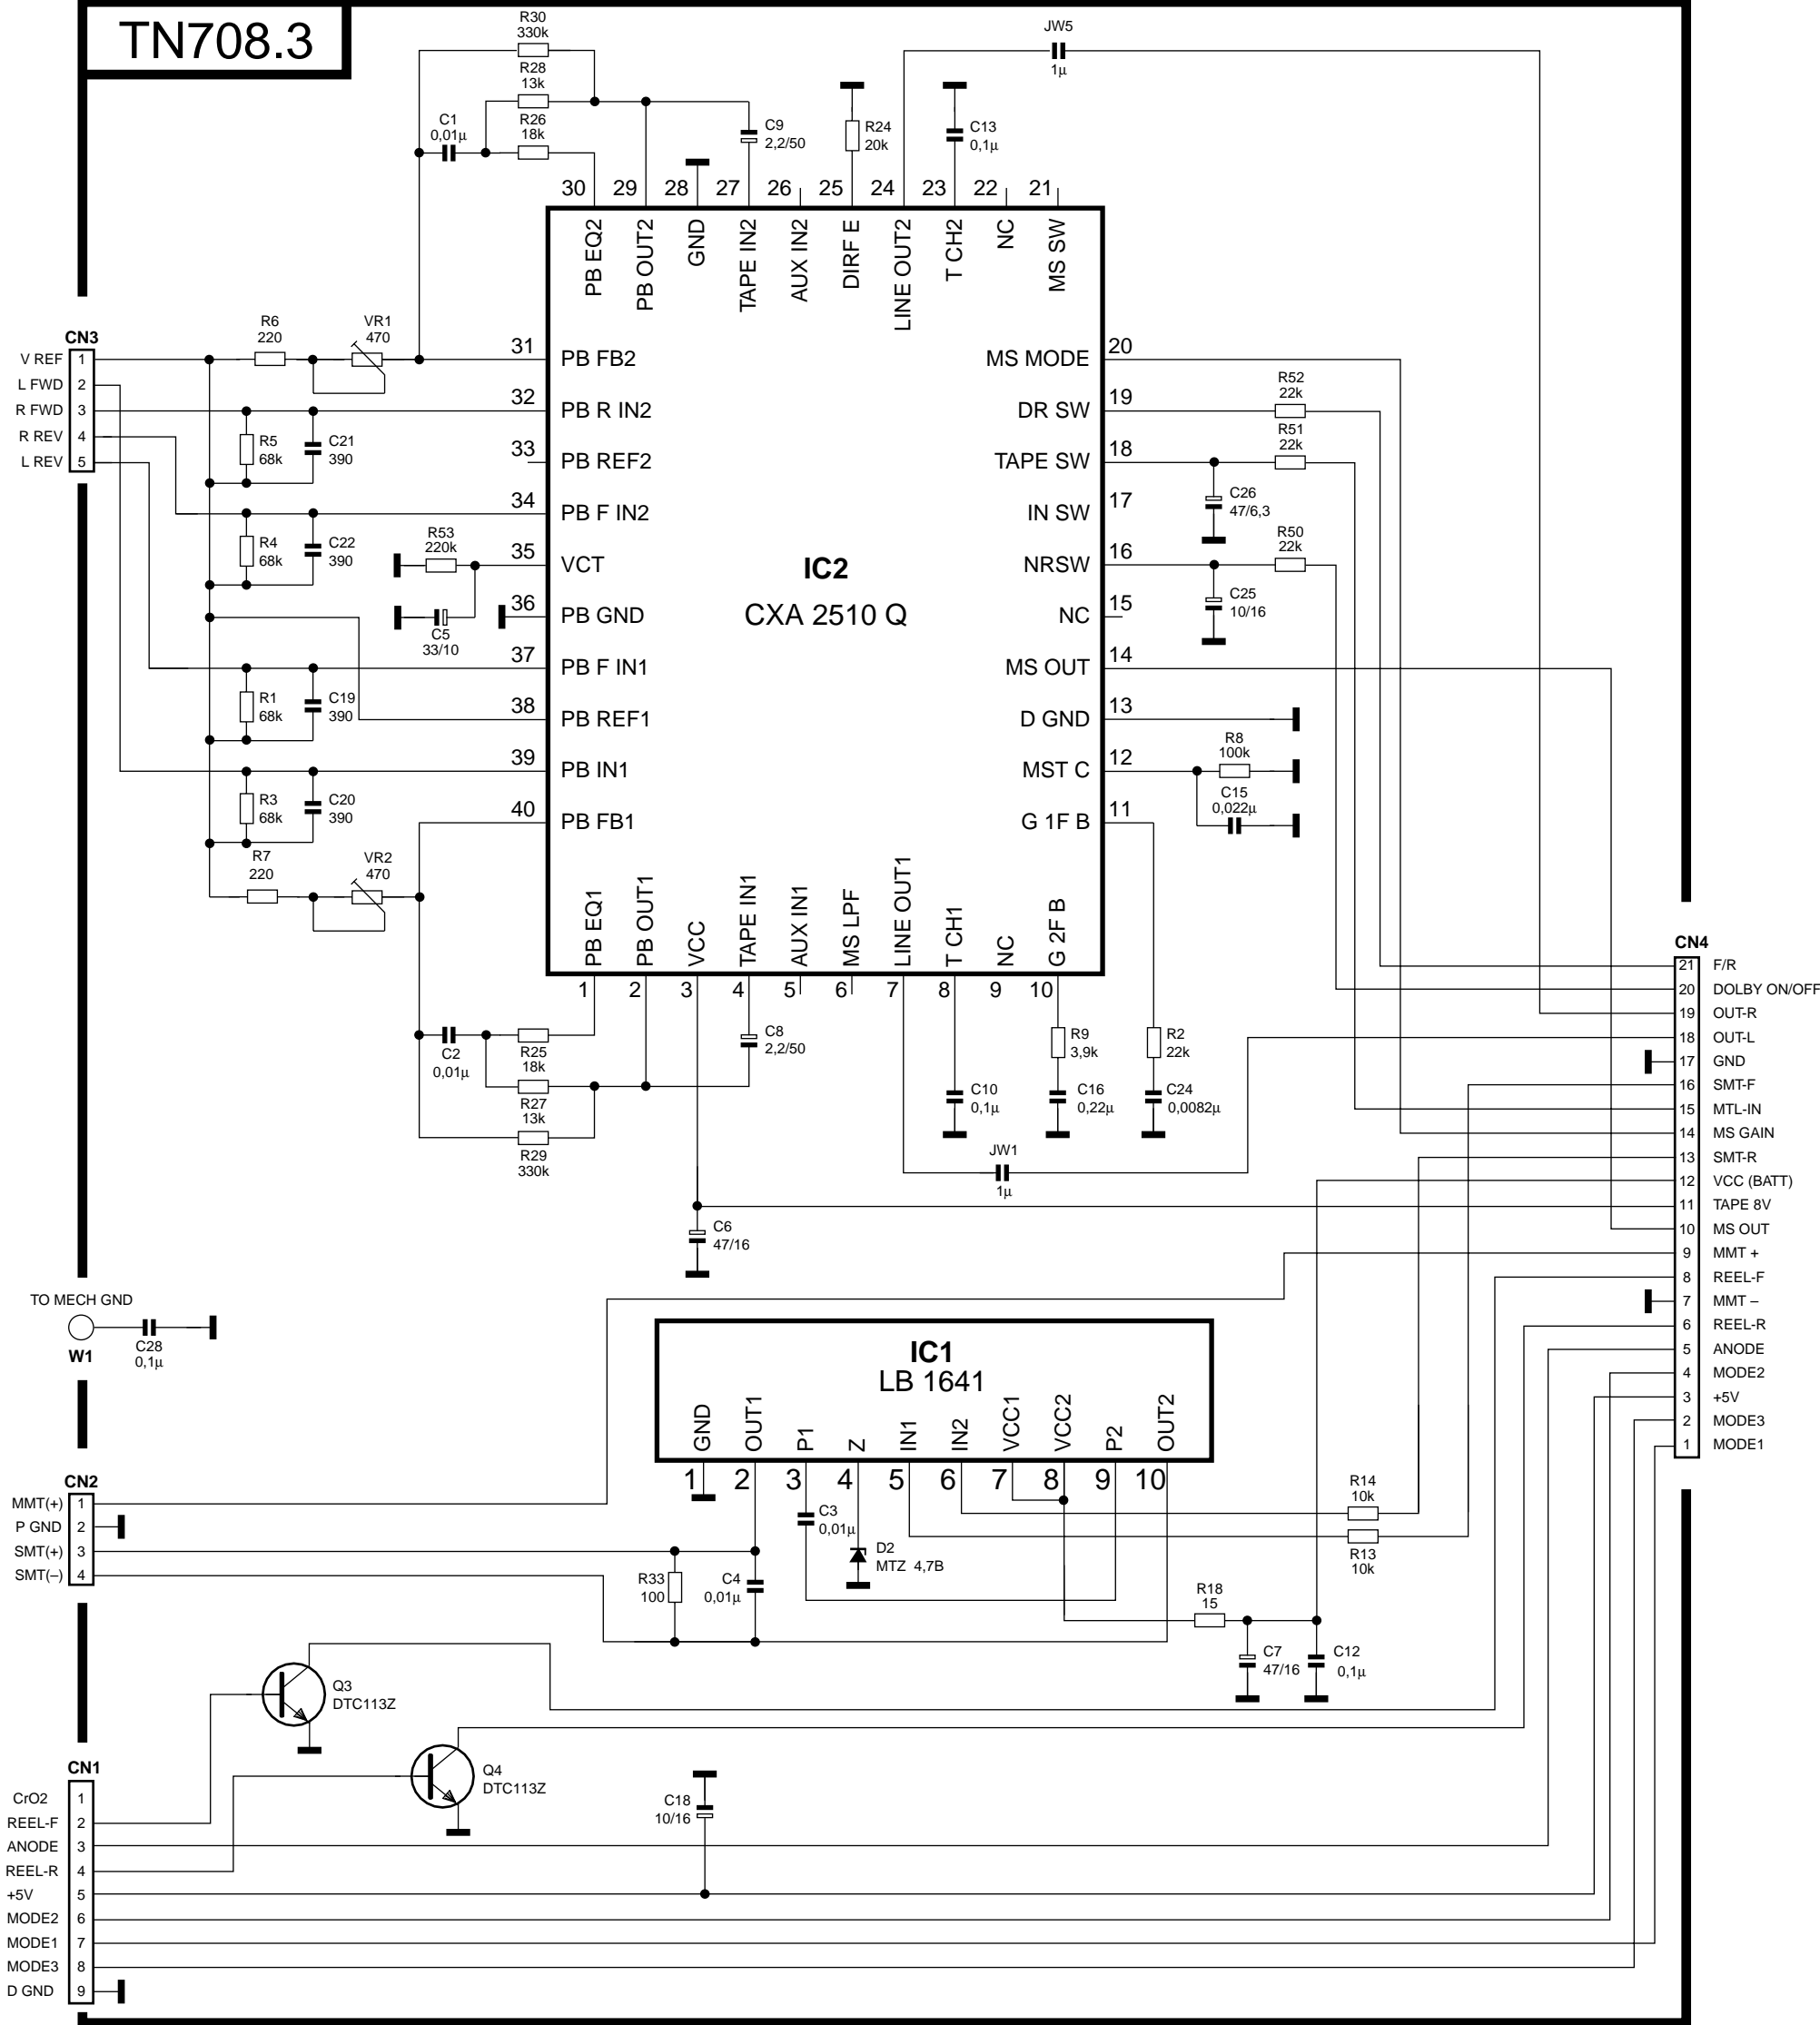 TN708.3
R30
330k
R28
13k
R26
18k
C1
0,01µ
C9
2,2/50
R24
20k
C13
0,1µ
JW5
1µ
30 29 28 27 26 25 24 23 22 21
PB EQ2
PB OUT2
GND
TAPE IN2
AUX IN2
DIRF E
LINE OUT2
T CH2
NC
MS SW
CN3
V REF 1
L FWD 2
R FWD 3
R REV 4
L REV 5
R6
220
VR1
470
R5
68k
C21
390
R4
68k
C22
390
R53
220k
C5
33/10
R1
68k
C19
390
R3
68k
C20
390
R7
220
VR2
470
31 PB FB2
32 PB R IN2
33 PB REF2
34 PB F IN2
35 VCT
36 PB GND
37 PB F IN1
38 PB REF1
39 PB IN1
40 PB FB1
IC2
CXA 2510 Q
MS MODE 20
DR SW 19
TAPE SW 18
IN SW 17
NRSW 16
NC 15
MS OUT 14
D GND 13
MST C 12
G 1F B 11
R52
22k
R51
22k
C26
47/6,3
R50
22k
C25
10/16
R8
100k
C15
0,022µ
PB EQ1
PB OUT1
VCC
TAPE IN1
AUX IN1
MS LPF
LINE OUT1
T CH1
NC
G 2F B
1 2 3 4 5 6 7 8 9 10
C2
0,01µ
R25
18k
R27
13k
R29
330k
C8
2,2/50
C10
0,1µ
R9
3,9k
C16
0,22µ
R2
22k
C24
0,0082µ
JW1
1µ
C6
47/16
CN4
21 F/R
20 DOLBY ON/OFF
19 OUT-R
18 OUT-L
17 GND
16 SMT-F
15 MTL-IN
14 MS GAIN
13 SMT-R
12 VCC (BATT)
11 TAPE 8V
10 MS OUT
9 MMT +
8 REEL-F
7 MMT –
6 REEL-R
5 ANODE
4 MODE2
3 +5V
2 MODE3
1 MODE1
TO MECH GND
W1
C28
0,1µ
IC1
LB 1641
GND
OUT1
P1
Z
IN1
IN2
VCC1
VCC2
P2
OUT2
1 2 3 4 5 6 7 8 9 10
CN2
MMT(+) 1
P GND 2
SMT(+) 3
SMT(–) 4
C3
0,01µ
D2
MTZ 4,7B
R33
100
C4
0,01µ
R14
10k
R13
10k
R18
15
C7
47/16
C12
0,1µ
Q3
DTC113Z
Q4
DTC113Z
C18
10/16
CN1
CrO2 1
REEL-F 2
ANODE 3
REEL-R 4
+5V 5
MODE2 6
MODE1 7
MODE3 8
D GND 9